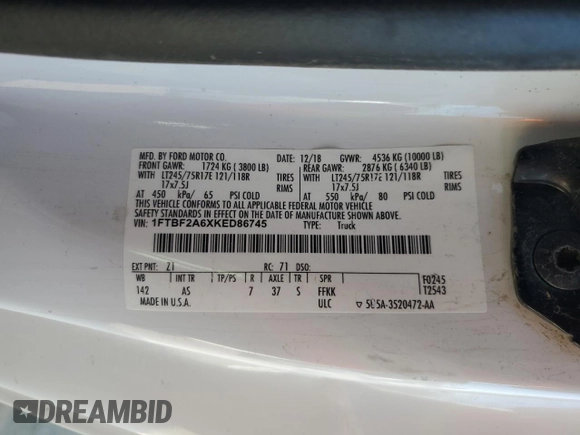 MFD. BY FORD MOTOR CO.
DATE: 12/18 GVWR: 4536 KG (10000 LB)
FRONT GAWR: 1724 KG (3800 LB)
REAR GAWR: 2876 KG (6340 LB)
WITH LT245/75R17E 121/118R TIRES
WITH LT245/75R17E 121/118R TIRES
17x7.5J RIMS
17x7.5J RIMS
AT 450 kPa/ 65 PSI COLD
AT 550 kPa/ 80 PSI COLD
THIS VEHICLE CONFORMS TO ALL APPLICABLE FEDERAL MOTOR VEHICLE
SAFETY STANDARDS IN EFFECT ON THE DATE OF MANUFACTURE SHOWN ABOVE.
VIN: 1FTBF2A6XKED86745
TYPE: Truck
EXT PNT: Z1 RC: 71 DSO:
WB INT TR TP/PS R AXLE TR
142 AS 7 37 S FFKK
F0245
T2543
MADE IN U.S.A. ULC
-3520472-AA
DREAMBID